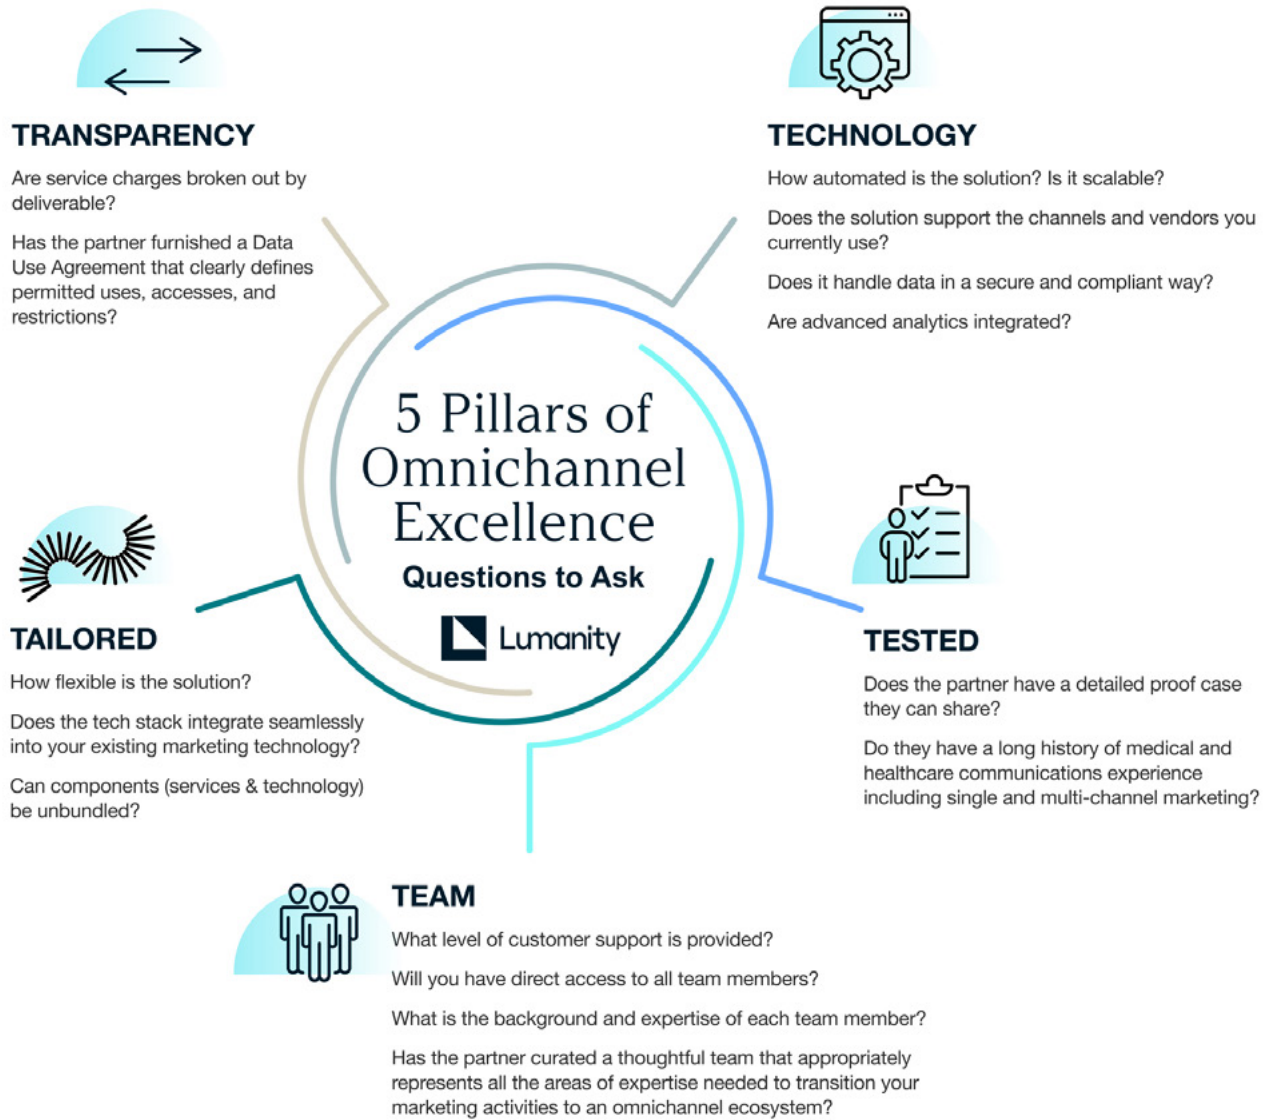 TRANSPARENCY
Are service charges broken out by
deliverable?
Has the partner furnished a Data
Use Agreement that clearly defines
permitted uses, accesses, and
restrictions?
TECHNOLOGY
How automated is the solution? Is it scalable?
Does the solution support the channels and vendors you
currently use?
Does it handle data in a secure and compliant way?
Are advanced analytics integrated?
5 Pillars of
Omnichannel
Excellence
Questions to Ask
Lumanity
TAILORED
How flexible is the solution?
Does the tech stack integrate seamlessly
into your existing marketing technology?
Can components (services & technology)
be unbundled?
TESTED
Does the partner have a detailed proof case
they can share?
Do they have a long history of medical and
healthcare communications experience
including single and multi-channel marketing?
TEAM
What level of customer support is provided?
Will you have direct access to all team members?
What is the background and expertise of each team member?
Has the partner curated a thoughtful team that appropriately
represents all the areas of expertise needed to transition your
marketing activities to an omnichannel ecosystem?